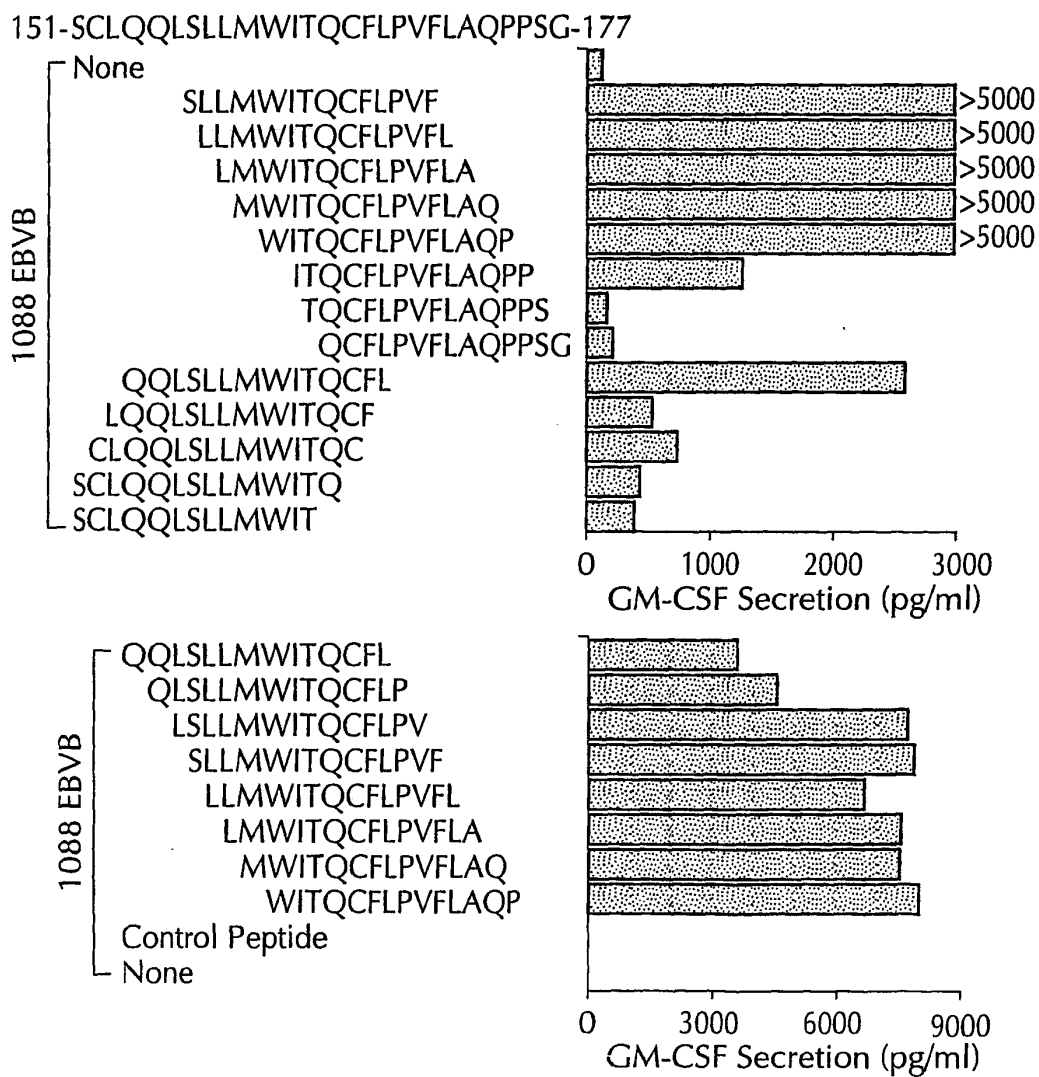 151-SCLQQLSLLMWITQCFLPVFLAQPPSG-177
None
SLLMWITQCFLPVF >5000
LLMWITQCFLPVFL >5000
LMWITQCFLPVFLA >5000
MWITQCFLPVFLAQ >5000
WITQCFLPVFLAQP >5000
ITQCFLPVFLAQPP
TQCFLPVFLAQPPS
QCFLPVFLAQPPSG
QQLSLLMWITQCFL
LQQLSLLMWITQCF
CLQQLSLLMWITQC
SCLQQLSLLMWITQ
SCLQQLSLLMWIT
1088 EBVB
0 1000 2000 3000
GM-CSF Secretion (pg/ml)
QQLSLLMWITQCFL
QLSLLMWITQCFLP
LSLLMWITQCFLPV
SLLMWITQCFLPVF
LLMWITQCFLPVFL
LMWITQCFLPVFLA
MWITQCFLPVFLAQ
WITQCFLPVFLAQP
Control Peptide
None
1088 EBVB
0 3000 6000 9000
GM-CSF Secretion (pg/ml)